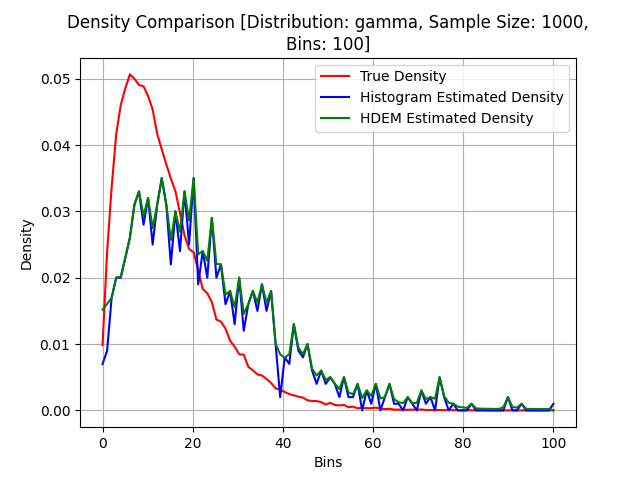 Density Comparison [Distribution: gamma, Sample Size: 1000,
Bins: 100]
True Density
Histogram Estimated Density
HDEM Estimated Density
Density
0.05
0.04
0.03
0.02
0.01
0.00
0 20 40 60 80 100
Bins